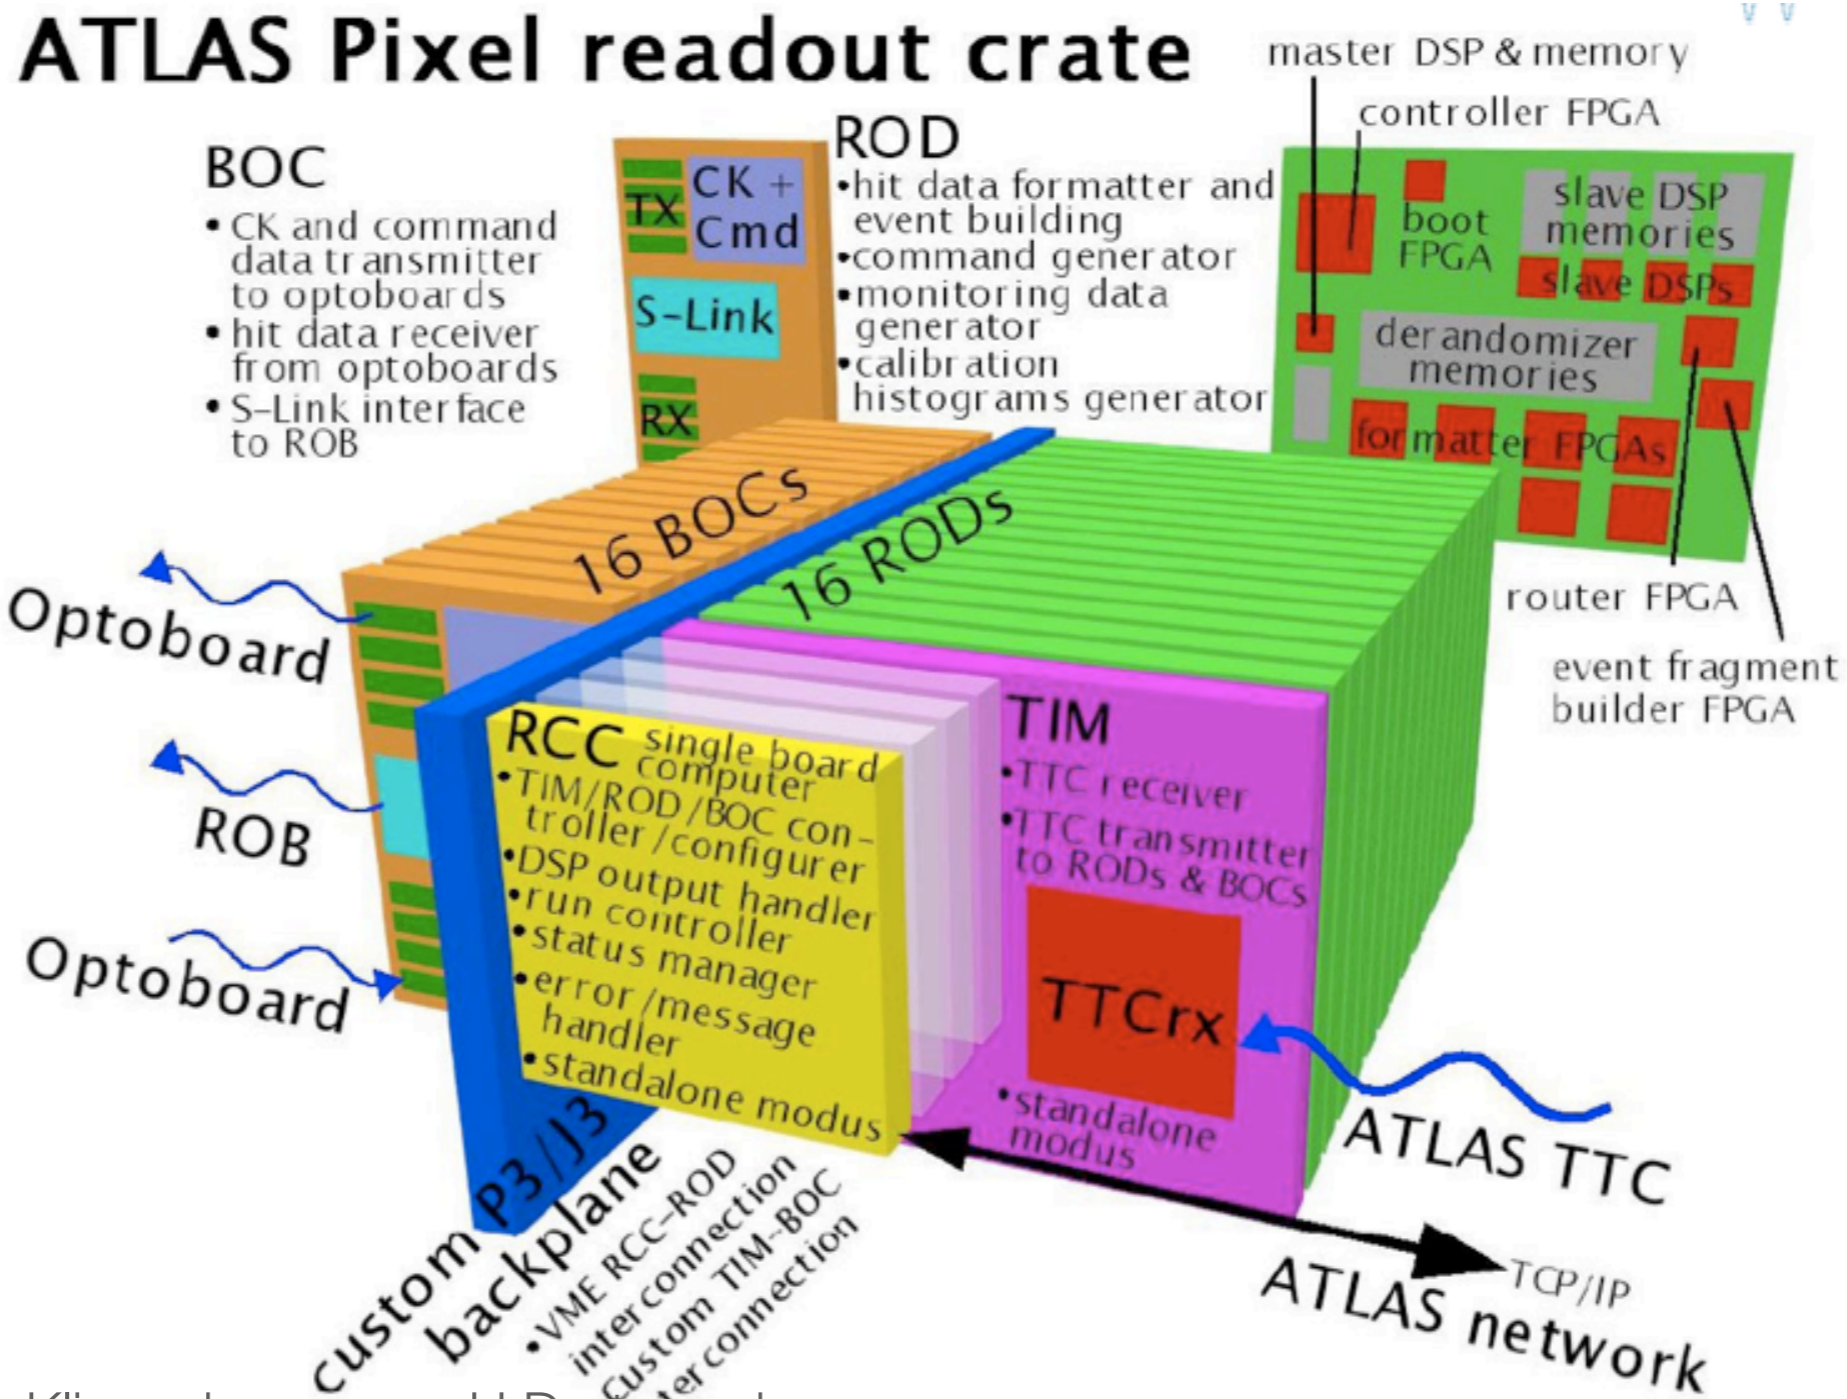 ATLAS Pixel readout crate
BOC
• CK and command
data transmitter
to optoboards
• hit data receiver
from optoboards
• S-Link interface
to ROB
TX
CK +
Cmd
S-Link
RX
ROD
•hit data formatter and
event building
•command generator
•monitoring data
generator
•calibration
histograms generator
master DSP & memory
controller FPGA
boot
FPGA
slave DSP
memories
slave DSPs
derandomizer
memories
formatter FPGAs
router FPGA
event fragment
builder FPGA
16 BOCs
16 RODs
Optoboard
ROB
Optoboard
RCC single board
computer
•TIM/ROD/BOC con-
troller/configurer
•DSP output handler
•run controller
•status manager
•error/message
handler
•standalone modus
TIM
•TTC receiver
•TTC transmitter
to RODs & BOCs
TTCrx
•standalone
modus
ATLAS TTC
TCP/IP
ATLAS network
custom P3/J3
backplane
•VME RCC-ROD
interconnection
custom TIM-BOC
connection